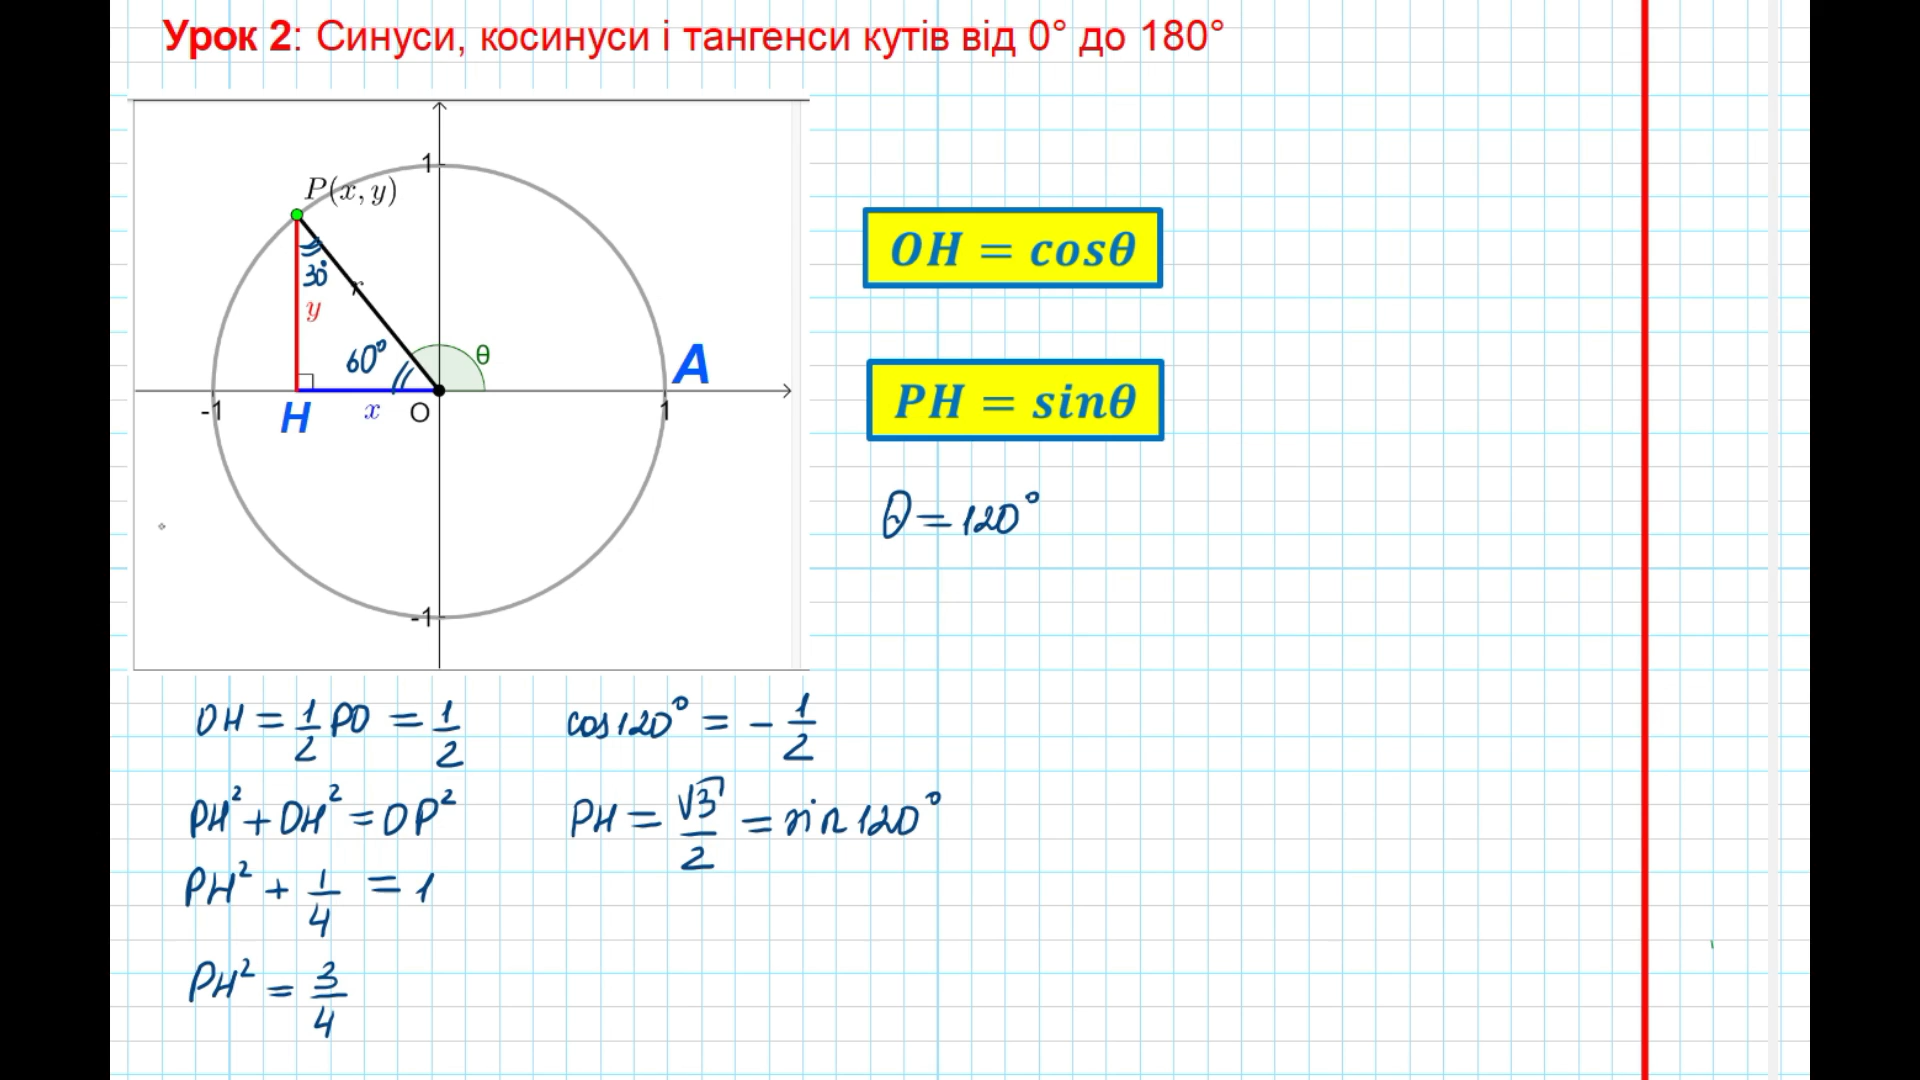 Урок 2: Синуси, косинуси і тангенси кутів від 0° до 180°
1
P(x, y)
30°
r
y
60°
θ
A
-1
H
x
O
1
-1
OH = cosθ
PH = sinθ
θ = 120°
OH = 1/2 PO = 1/2
cos 120° = - 1/2
PH² + OH² = OP²
PH = √3/2 = sin 120°
PH² + 1/4 = 1
PH² = 3/4